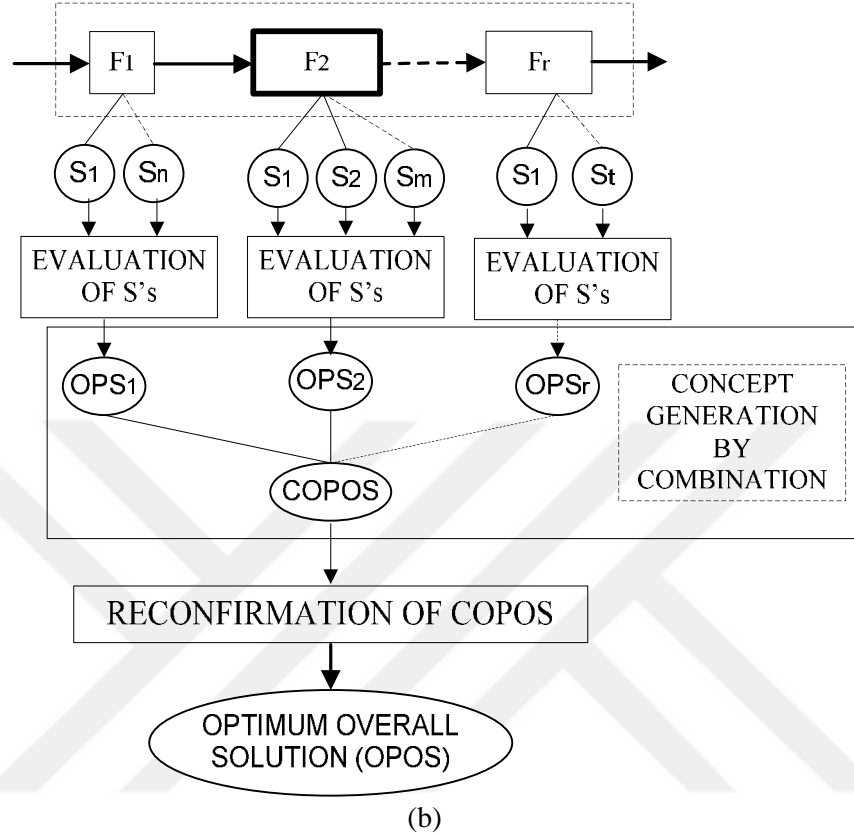 F1 F2 Fr
S1 Sn S1 S2 Sm S1 St
EVALUATION
OF S's
EVALUATION
OF S's
EVALUATION
OF S's
OPS1 OPS2 OPSr
CONCEPT
GENERATION
BY
COMBINATION
COPOS
RECONFIRMATION OF COPOS
OPTIMUM OVERALL
SOLUTION (OPOS)
(b)